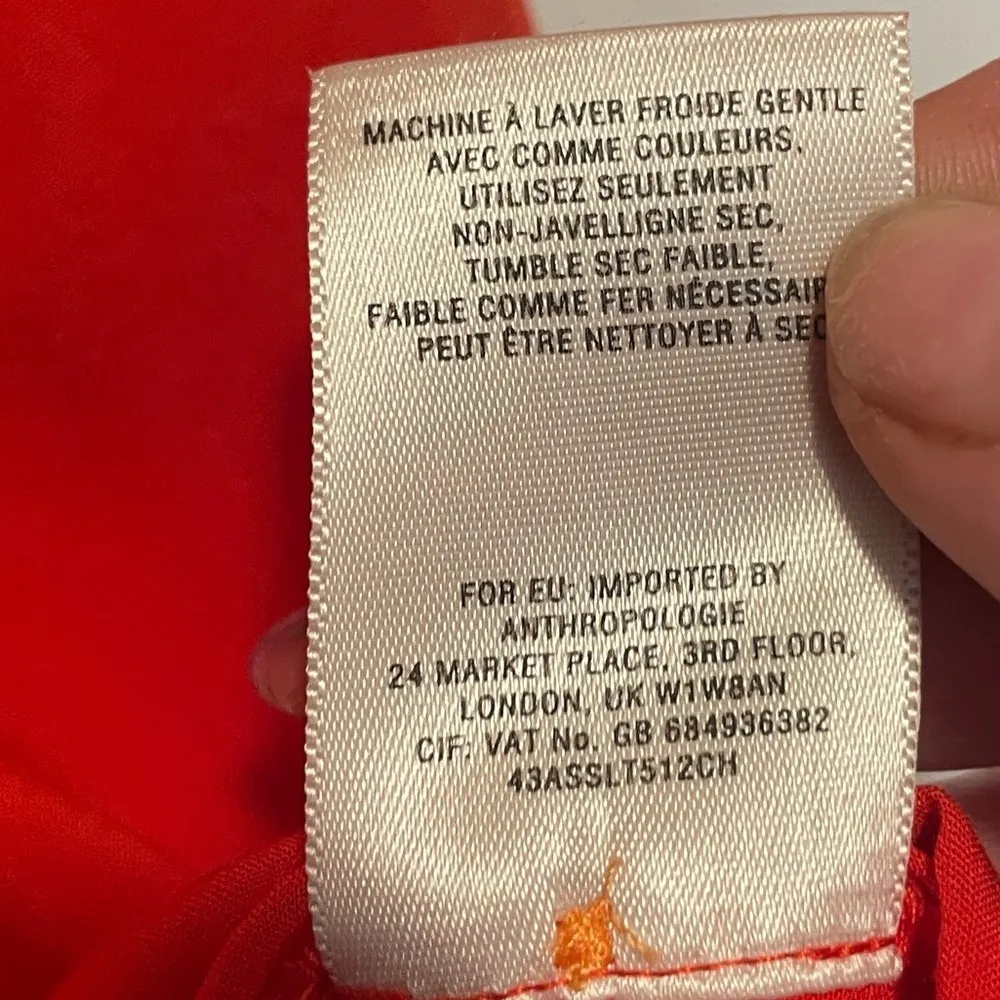 MACHINE À LAVER FROIDE GENTLE
AVEC COMME COULEURS.
UTILISEZ SEULEMENT
NON-JAVELLIGNE SEC,
TUMBLE SEC FAIBLE,
FAIBLE COMME FER NÉCESSAIR
PEUT ÊTRE NETTOYER À SEC
FOR EU: IMPORTED BY
ANTHROPOLOGIE
24 MARKET PLACE, 3RD FLOOR,
LONDON, UK W1W8AN
CIF: VAT No. GB 684936382
43ASSLT512CH